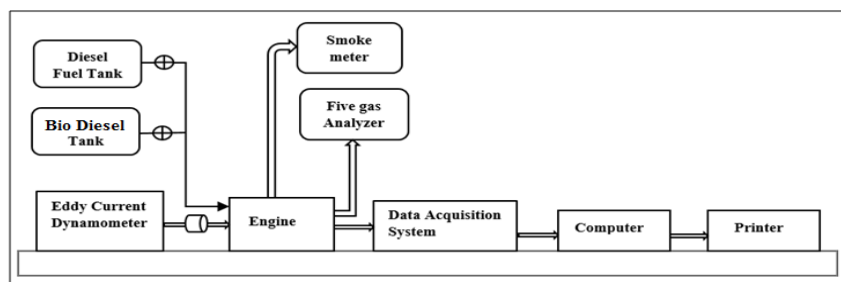 Diesel
Fuel Tank
Smoke
meter
Bio Diesel
Tank
Five gas
Analyzer
Eddy Current
Dynamometer
Engine
Data Acquisition
System
Computer
Printer